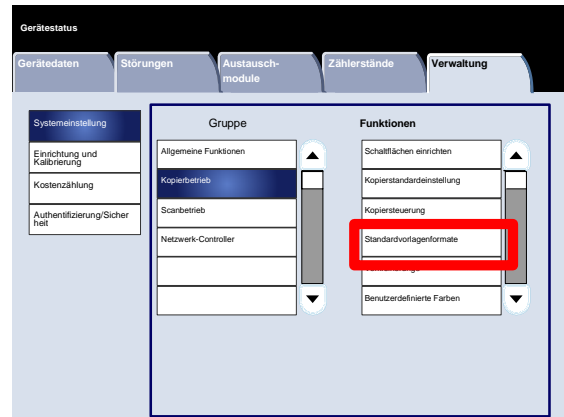 Gerätestatus
Gerätedaten
Störungen
Austausch-
module
Zählerstände
Verwaltung
Systemeinstellung
Einrichtung und
Kalibrierung
Kostenzählung
Authentifizierung/Sicher
heit
Gruppe
Allgemeine Funktionen
Kopierbetrieb
Scanbetrieb
Netzwerk-Controller
Funktionen
Schaltflächen einrichten
Kopierstandardeinstellung
Kopiersteuerung
Standardvorlagenformate
Benutzerdefinierte Farben